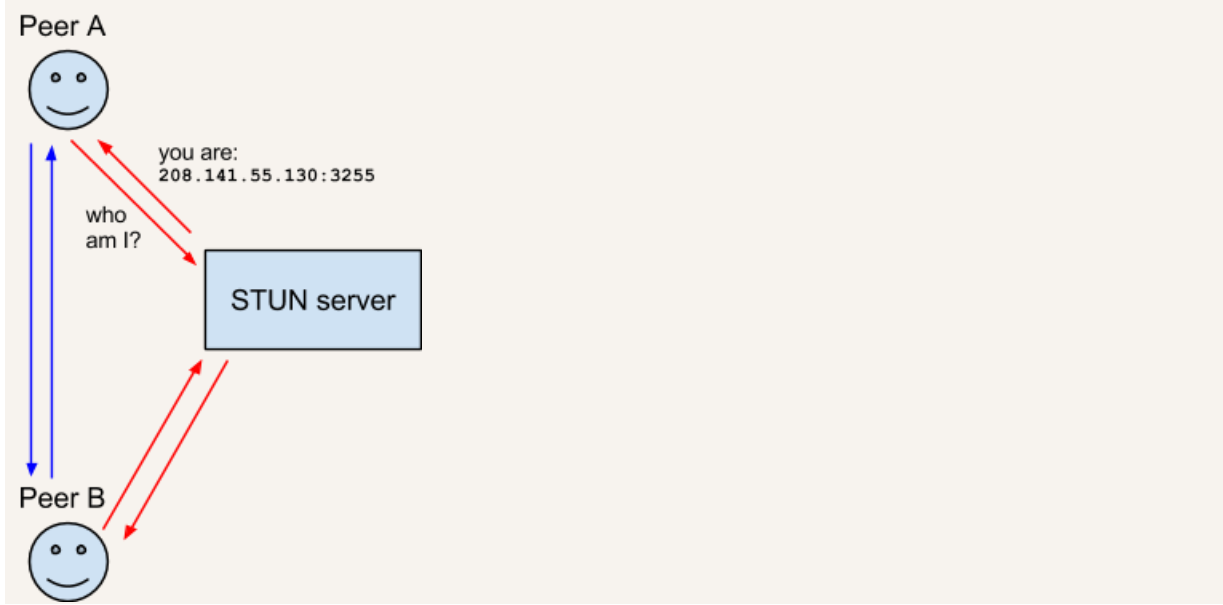 Peer A
you are:
208.141.55.130:3255
who
am I?
STUN server
Peer B